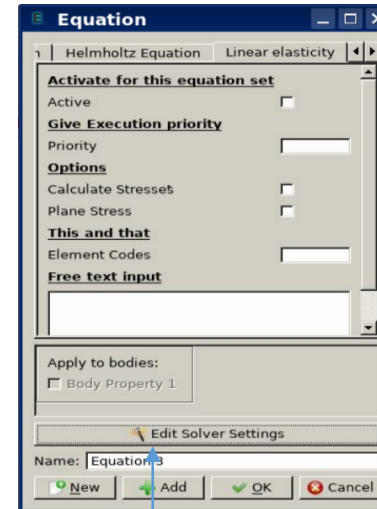 Equation
Helmholtz Equation Linear elasticity
Activate for this equation set
Active
Give Execution priority
Priority
Options
Calculate Stresses
Plane Stress
This and that
Element Codes
Free text input
Apply to bodies:
Body Property 1
Edit Solver Settings
Name: Equation 3
New Add OK Cancel